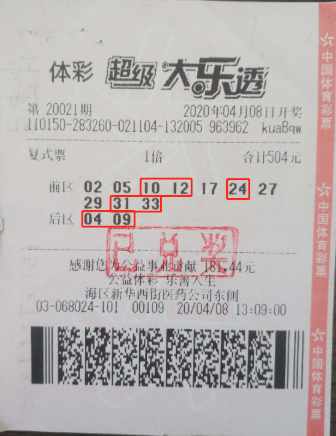 体彩 超级大乐透
第 20021期 2020年04月08日开奖
110150-283260-021104-132005 963962 kuaBqw
复式票 1倍 合计504元
前区 02 05 10 12 17 24 27
29 31 33
后区 04 09
已兑奖
感谢您为公益事业贡献 181.44元
公益体彩 乐善人生
海区新华西街医药公司东侧
03-068024-101 00109 20/04/08 13:09:00
中国体育彩票
中国体育彩票
中国体育彩票